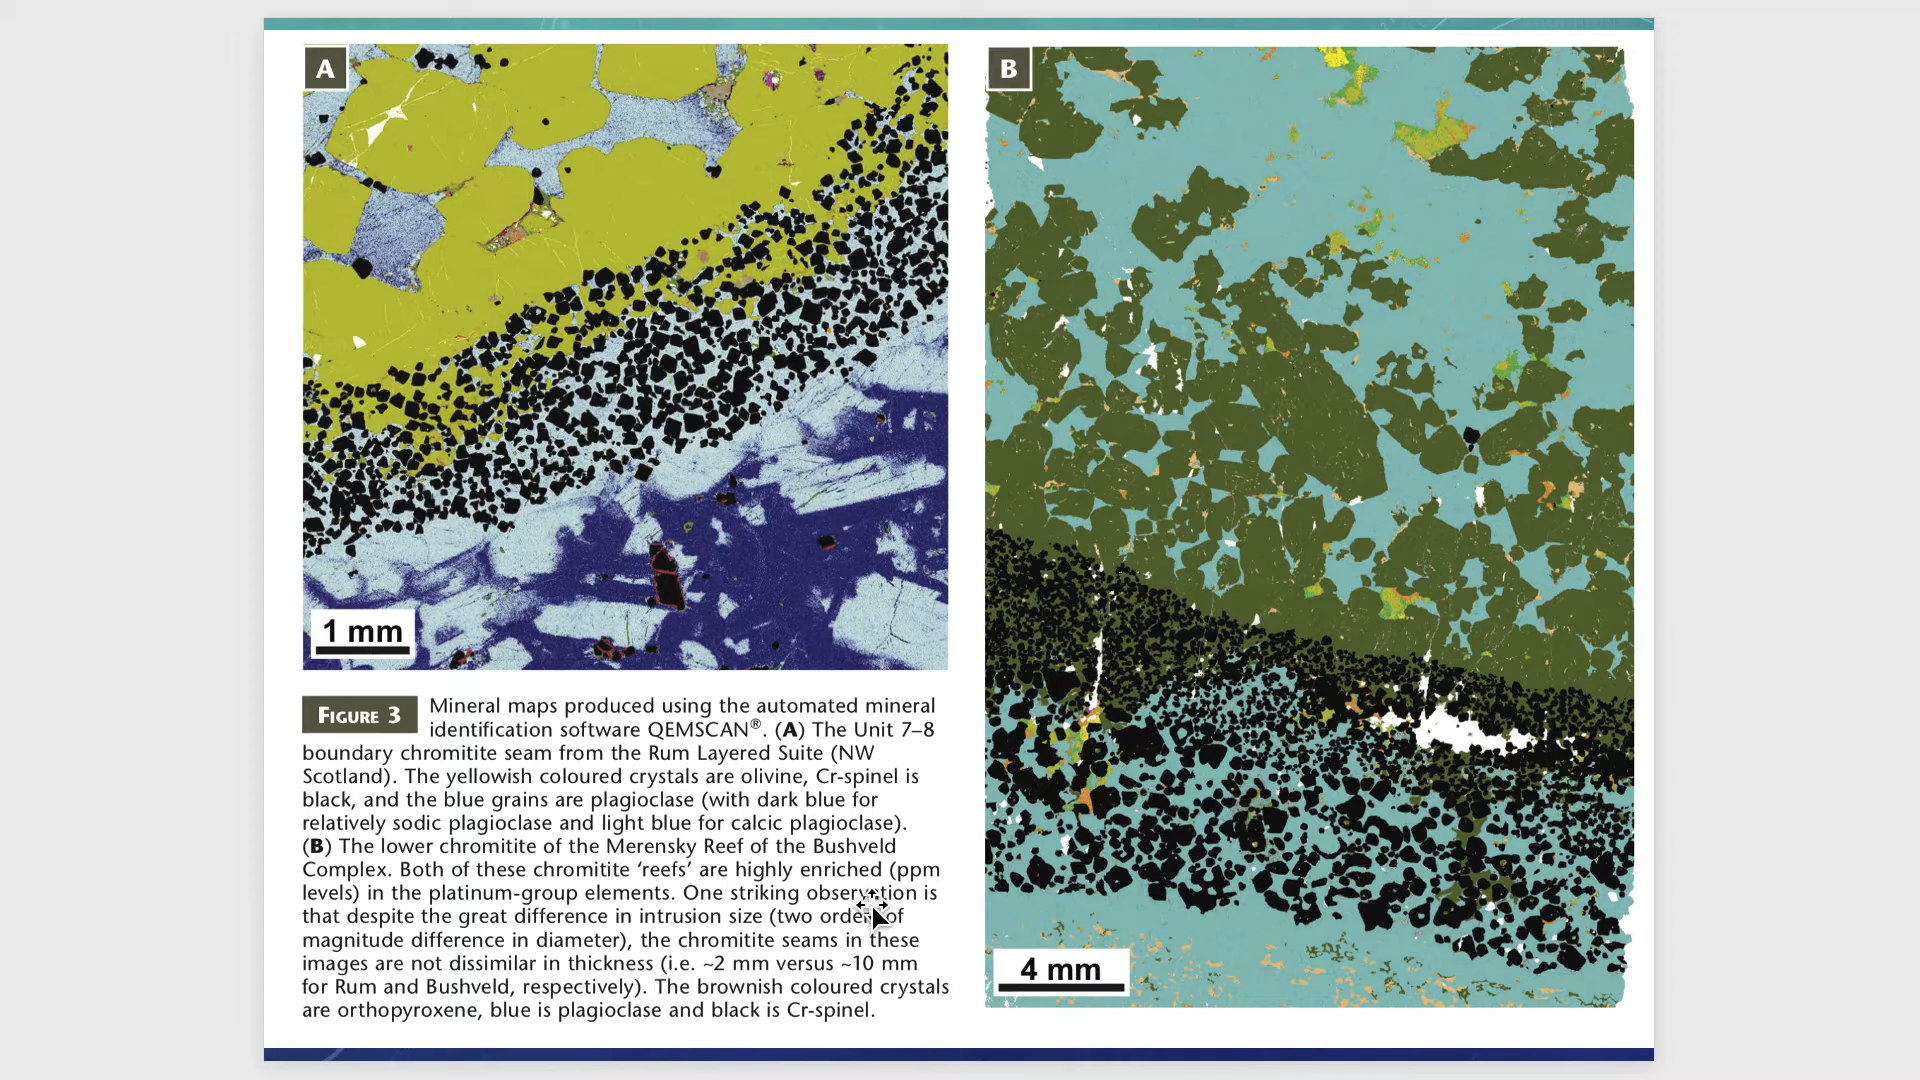 A
B
1 mm
FIGURE 3 Mineral maps produced using the automated mineral
identification software QEMSCAN®. (A) The Unit 7–8
boundary chromitite seam from the Rum Layered Suite (NW
Scotland). The yellowish coloured crystals are olivine, Cr-spinel is
black, and the blue grains are plagioclase (with dark blue for
relatively sodic plagioclase and light blue for calcic plagioclase).
(B) The lower chromitite of the Merensky Reef of the Bushveld
Complex. Both of these chromitite ‘reefs’ are highly enriched (ppm
levels) in the platinum-group elements. One striking observation is
that despite the great difference in intrusion size (two orders of
magnitude difference in diameter), the chromitite seams in these
images are not dissimilar in thickness (i.e. ~2 mm versus ~10 mm
for Rum and Bushveld, respectively). The brownish coloured crystals
are orthopyroxene, blue is plagioclase and black is Cr-spinel.
4 mm